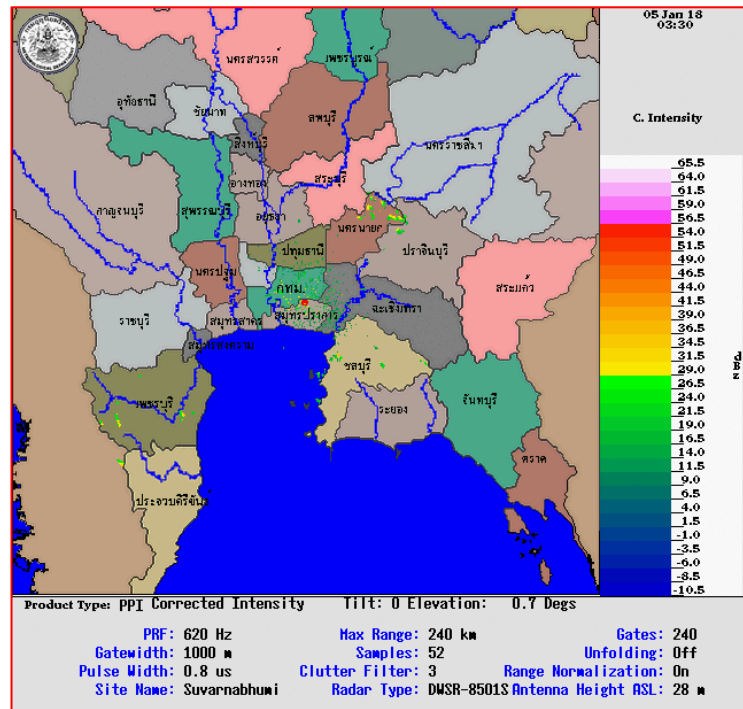 05 Jan 18
03:30
C. Intensity
65.5
64.0
61.5
59.0
56.5
54.0
51.5
49.0
46.5
44.0
41.5
39.0
36.5
34.0
31.5
29.0
26.5
24.0
21.5
19.0
16.5
14.0
11.5
9.0
6.5
4.0
1.5
-1.0
-3.5
-6.0
-8.5
-10.5
dBz
นครสวรรค์
เพชรบูรณ์
อุทัยธานี
ชัยนาท
ลพบุรี
สิงหบุรี
นครราชสีมา
อ่างทอง
สระบุรี
กาญจนบุรี
สุพรรณบุรี
อยุธยา
นครนายก
ปราจีนบุรี
ปทุมธานี
นครปฐม
กทม.
สระแก้ว
ราชบุรี
สมุทรสาคร
สมุทรปราการ
ฉะเชิงเทรา
สมุทรสงคราม
ชลบุรี
เพชรบุรี
ระยอง
จันทบุรี
ตราด
ประจวบคีรีขันธ์
Product Type: PPI Corrected Intensity Tilt: 0 Elevation: 0.7 Degs
PRF: 620 Hz Max Range: 240 km Gates: 240
Gatewidth: 1000 m Samples: 52 Unfolding: Off
Pulse Width: 0.8 us Clutter Filter: 3 Range Normalization: On
Site Name: Suvarnabhumi Radar Type: DWSR-8501S Antenna Height ASL: 28 m